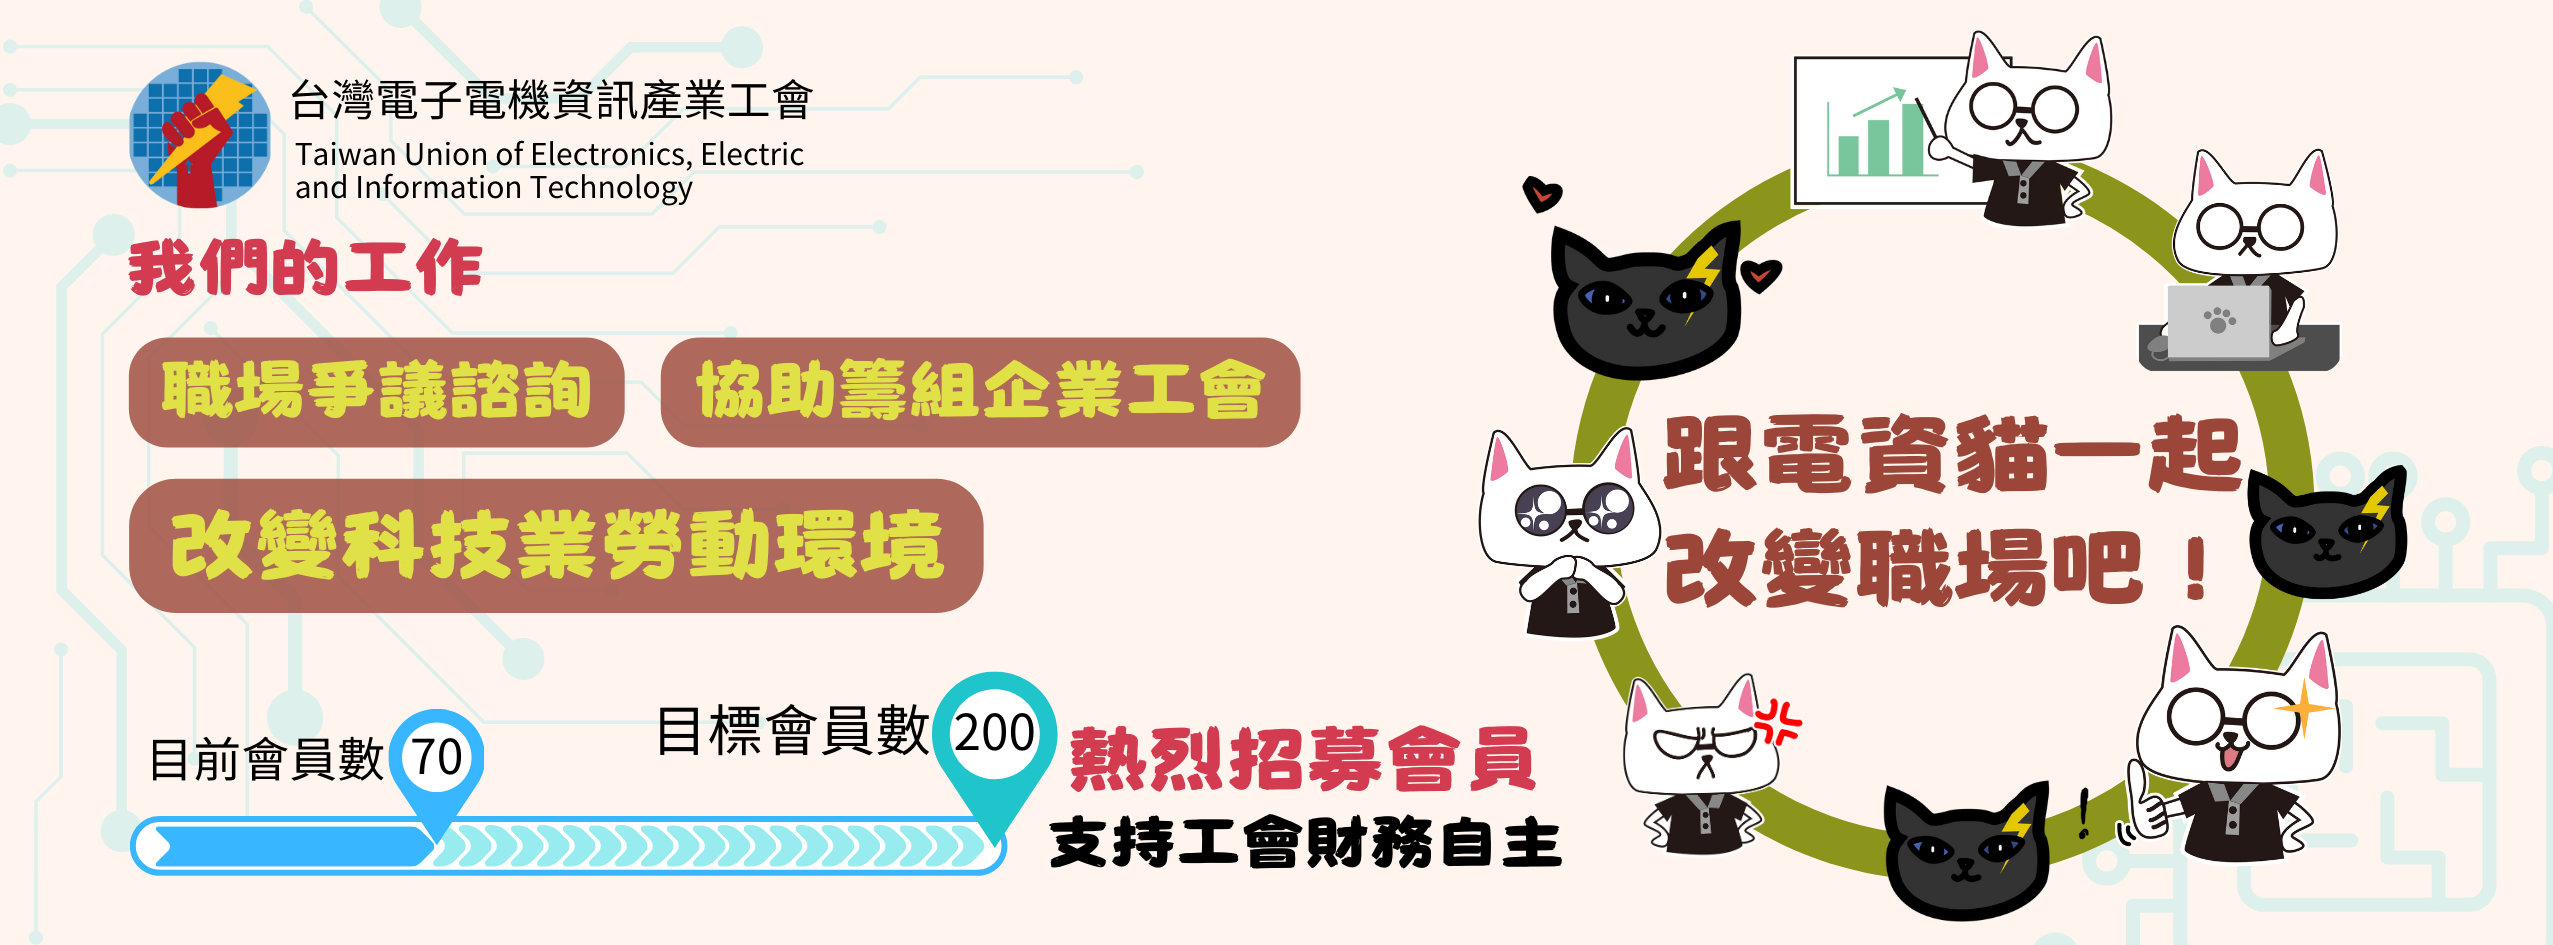 台灣電子電機資訊產業工會
Taiwan Union of Electronics, Electric
and Information Technology
我們的工作
職場爭議諮詢
協助籌組企業工會
改變科技業勞動環境
目前會員數
70
目標會員數
200
熱烈招募會員
支持工會財務自主
跟電資貓一起
改變職場吧！
!